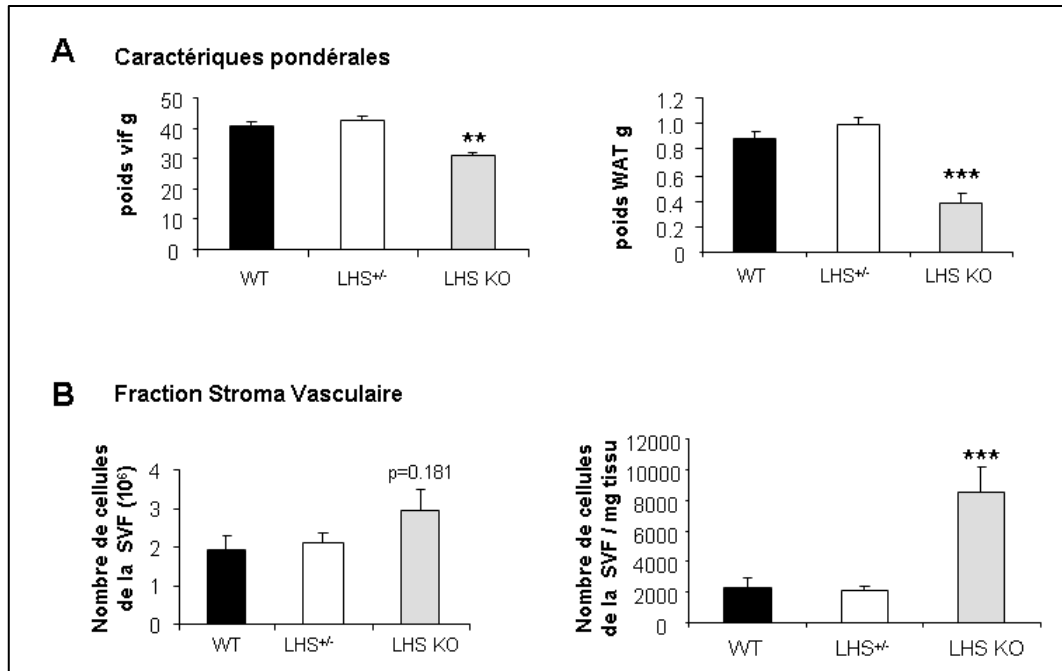 A Caractériques pondérales
poids vif g
50
40
30
20
10
0
**
WT LHS+/- LHS KO
poids WAT g
1.2
1.0
0.8
0.6
0.4
0.2
0
***
WT LHS+/- LHS KO
B Fraction Stroma Vasculaire
Nombre de cellules
de la SVF (10⁶)
4
3
2
1
0
p=0.181
WT LHS+/- LHS KO
Nombre de cellules
de la SVF / mg tissu
12000
10000
8000
6000
4000
2000
0
***
WT LHS+/- LHS KO